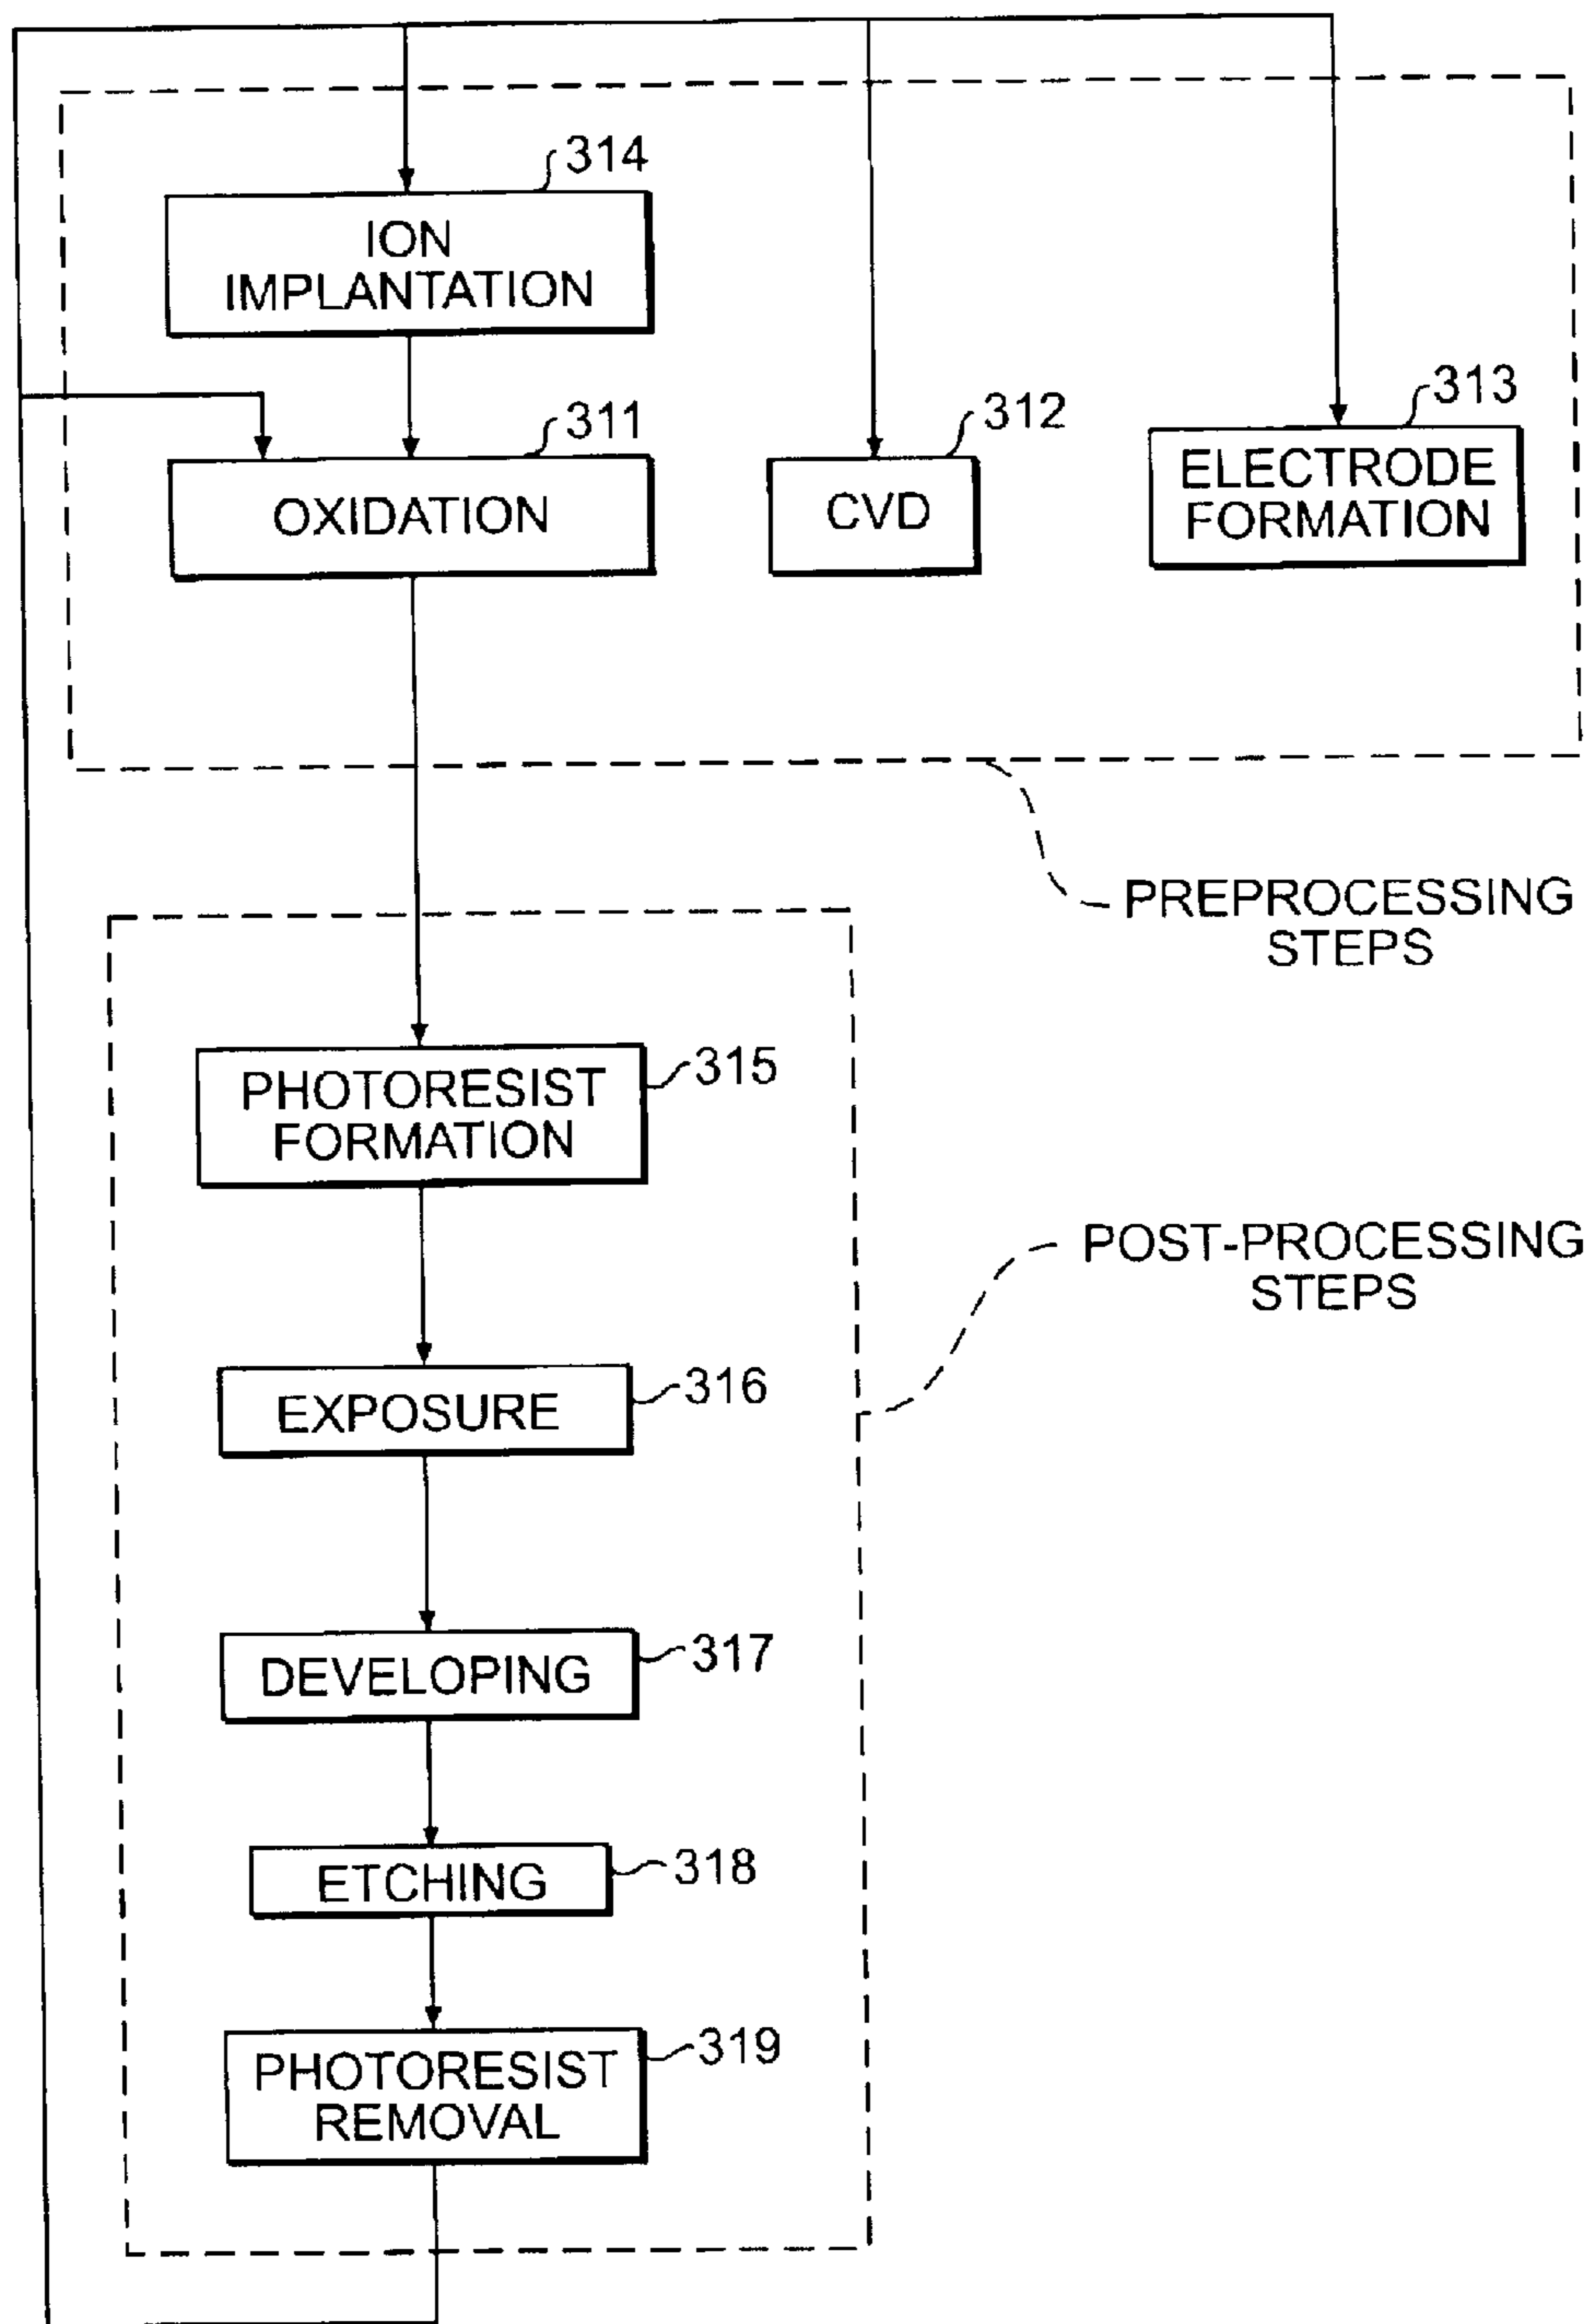 314
ION
IMPLANTATION
311
OXIDATION
312
CVD
313
ELECTRODE
FORMATION
PREPROCESSING
STEPS
315
PHOTORESIST
FORMATION
POST-PROCESSING
STEPS
316
EXPOSURE
317
DEVELOPING
318
ETCHING
319
PHOTORESIST
REMOVAL